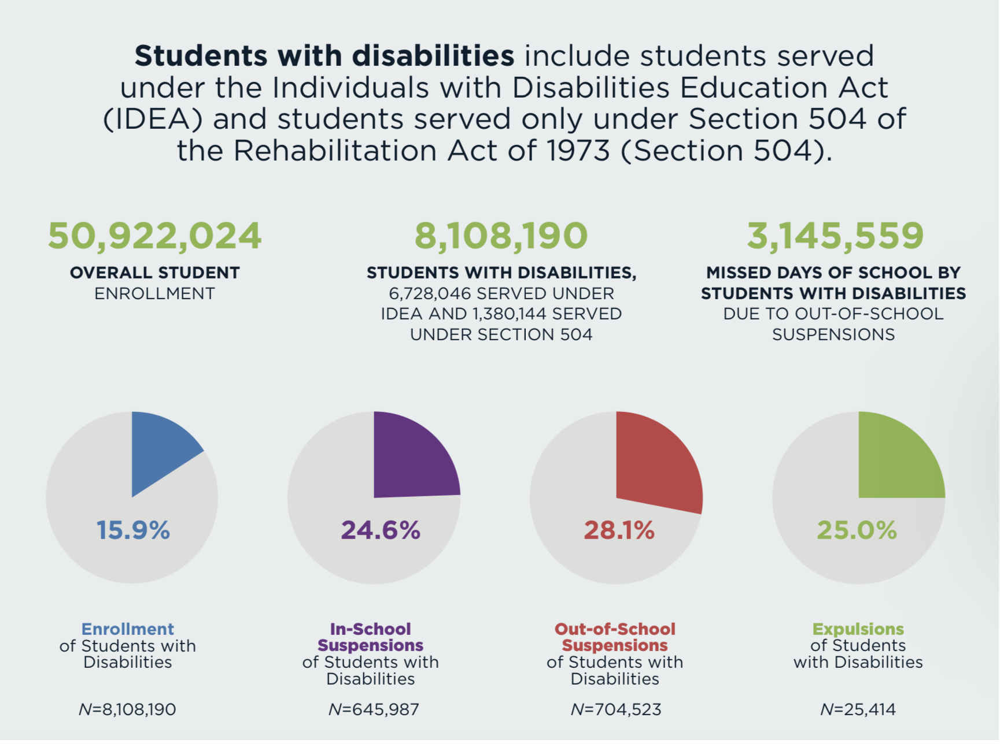 Students with disabilities include students served
under the Individuals with Disabilities Education Act
(IDEA) and students served only under Section 504 of
the Rehabilitation Act of 1973 (Section 504).
50,922,024
OVERALL STUDENT
ENROLLMENT
8,108,190
STUDENTS WITH DISABILITIES,
6,728,046 SERVED UNDER
IDEA AND 1,380,144 SERVED
UNDER SECTION 504
3,145,559
MISSED DAYS OF SCHOOL BY
STUDENTS WITH DISABILITIES
DUE TO OUT-OF-SCHOOL
SUSPENSIONS
15.9%
Enrollment
of Students with
Disabilities
N=8,108,190
24.6%
In-School
Suspensions
of Students with
Disabilities
N=645,987
28.1%
Out-of-School
Suspensions
of Students with
Disabilities
N=704,523
25.0%
Expulsions
of Students
with Disabilities
N=25,414